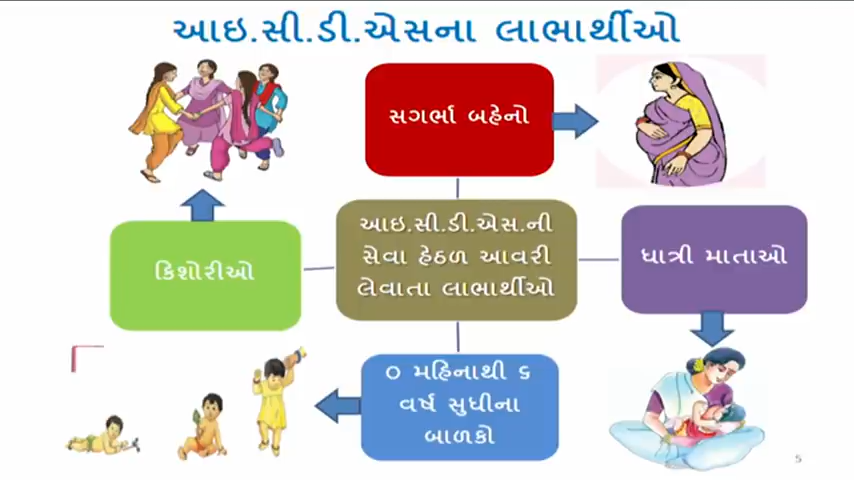 આઇ.સી.ડી.એસના લાભાર્થીઓ
સગર્ભા બહેનો
આઇ.સી.ડી.એસ.ની
સેવા હેઠળ આવરી
લેવાતા લાભાર્થીઓ
કિશોરીઓ
ધાત્રી માતાઓ
૦ મહિનાથી ૬
વર્ષ સુધીના
બાળકો
5